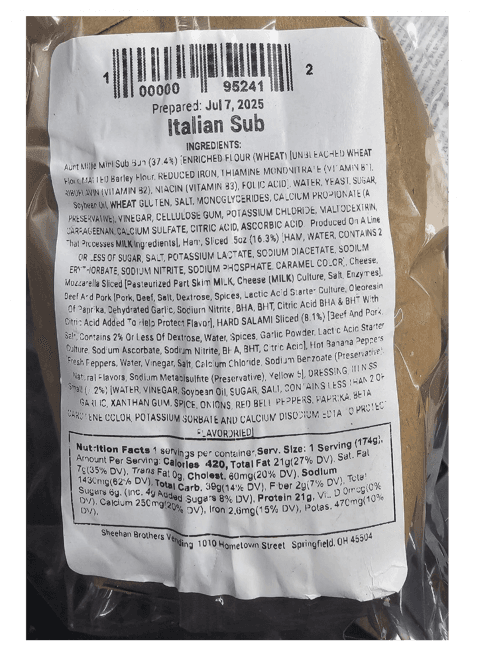 1 00000 95241 2
Prepared: Jul 7, 2025
Italian Sub
INGREDIENTS:
Aunt Millie Mini Sub Bun (37.4%) [ENRICHED FLOUR (WHEAT) [UNBLEACHED WHEAT
Flour, MALTED Barley Flour, REDUCED IRON, THIAMINE MONONITRATE (VITAMIN B1),
RIBOFLAVIN (VITAMIN B2), NIACIN (VITAMIN B3), FOLIC ACID], WATER, YEAST, SUGAR,
Soybean Oil, WHEAT GLUTEN, SALT, MONOGLYCERIDES, CALCIUM PROPIONATE (A
PRESERVATIVE), VINEGAR, CELLULOSE GUM, POTASSIUM CHLORIDE, MALTODEXTRIN,
CARRAGEENAN, CALCIUM SULFATE, CITRIC ACID, ASCORBIC ACID Produced On A Line
That Processes MILK Ingredients], Ham, Sliced .5oz (16.3%) [HAM, WATER, CONTAINS 2
OR LESS OF SUGAR, SALT, POTASSIUM LACTATE, SODIUM DIACETATE, SODIUM
ERYTHORBATE, SODIUM NITRITE, SODIUM PHOSPHATE, CARAMEL COLOR], Cheese,
Mozzarella Sliced [Pasteurized Part Skim MILK, Cheese (MILK) Culture, Salt, Enzymes],
Beef And Pork [Pork, Beef, Salt, Dextrose, Spices, Lactic Acid Starter Culture, Oleoresin
Of Paprika, Dehydrated Garlic, Sodium Nitrite, BHA, BHT, Citric Acid BHA & BHT With
Citric Acid Added To Help Protect Flavor], HARD SALAMI Sliced (8.1%) [Beef And Pork,
Salt, Contains 2% Or Less Of Dextrose, Water, Spices, Garlic Powder, Lactic Acid Starter
Culture, Sodium Ascorbate, Sodium Nitrite, BHA, BHT, Citric Acid], Hot Banana Peppers
Fresh Peppers, Water, Vinegar, Salt, Calcium Chloride, Sodium Benzoate (Preservative),
Natural Flavors, Sodium Metabisulfite (Preservative), Yellow 5], DRESSING
[WATER, VINEGAR, Soybean Oil, SUGAR, SALT, CONTAINS LESS THAN 2% OF
GARLIC, XANTHAN GUM, SPICE, ONIONS, RED BELL PEPPERS, PAPRIKA, BETA
CAROTENE COLOR, POTASSIUM SORBATE AND CALCIUM DISODIUM EDTA TO PROTECT
FLAVORDRIED]
Nutrition Facts 1 servings per container, Serv. Size: 1 Serving (174g),
Amount Per Serving: Calories 420, Total Fat 21g(27% DV), Sat. Fat
7g(35% DV), Trans Fat 0g, Cholest. 60mg(20% DV), Sodium
1430mg(62% DV), Total Carb. 39g(14% DV), Fiber 2g(7% DV), Total
Sugars 6g, (Inc. 4g Added Sugars 8% DV), Protein 21g, Vit. D 0mcg(0%
DV), Calcium 250mg(20% DV), Iron 2.6mg(15% DV), Potas. 470mg(10%
DV).
Sheehan Brothers Vending 1010 Hometown Street Springfield, OH 45504